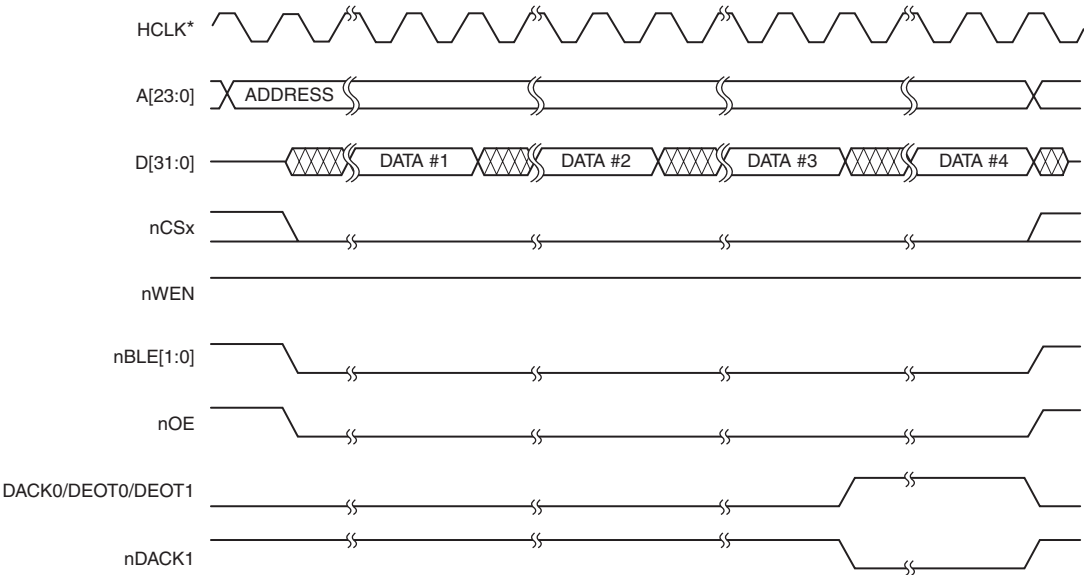 HCLK*
A[23:0] ADDRESS
D[31:0] DATA #1 DATA #2 DATA #3 DATA #4
nCSx
nWEN
nBLE[1:0]
nOE
DACK0/DEOT0/DEOT1
nDACK1